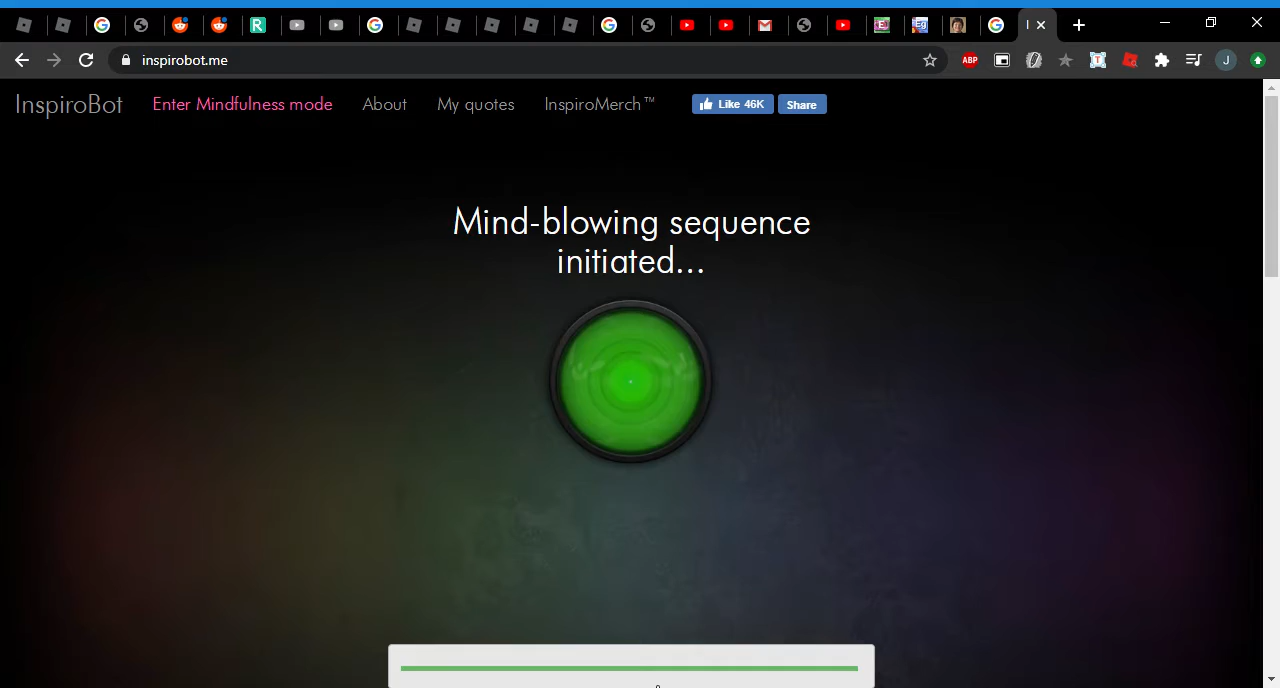 inspirobot.me
ABP
J
InspiroBot
Enter Mindfulness mode
About
My quotes
InspiroMerch™
Like 46K
Share
Mind-blowing sequence
initiated...